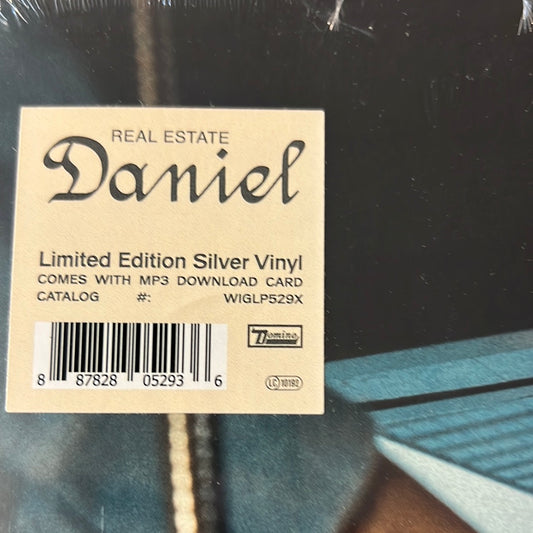 REAL ESTATE
Daniel
Limited Edition Silver Vinyl
COMES WITH MP3 DOWNLOAD CARD
CATALOG #: WIGLP529X
Domino
8 87828 05293 6
LC 10192